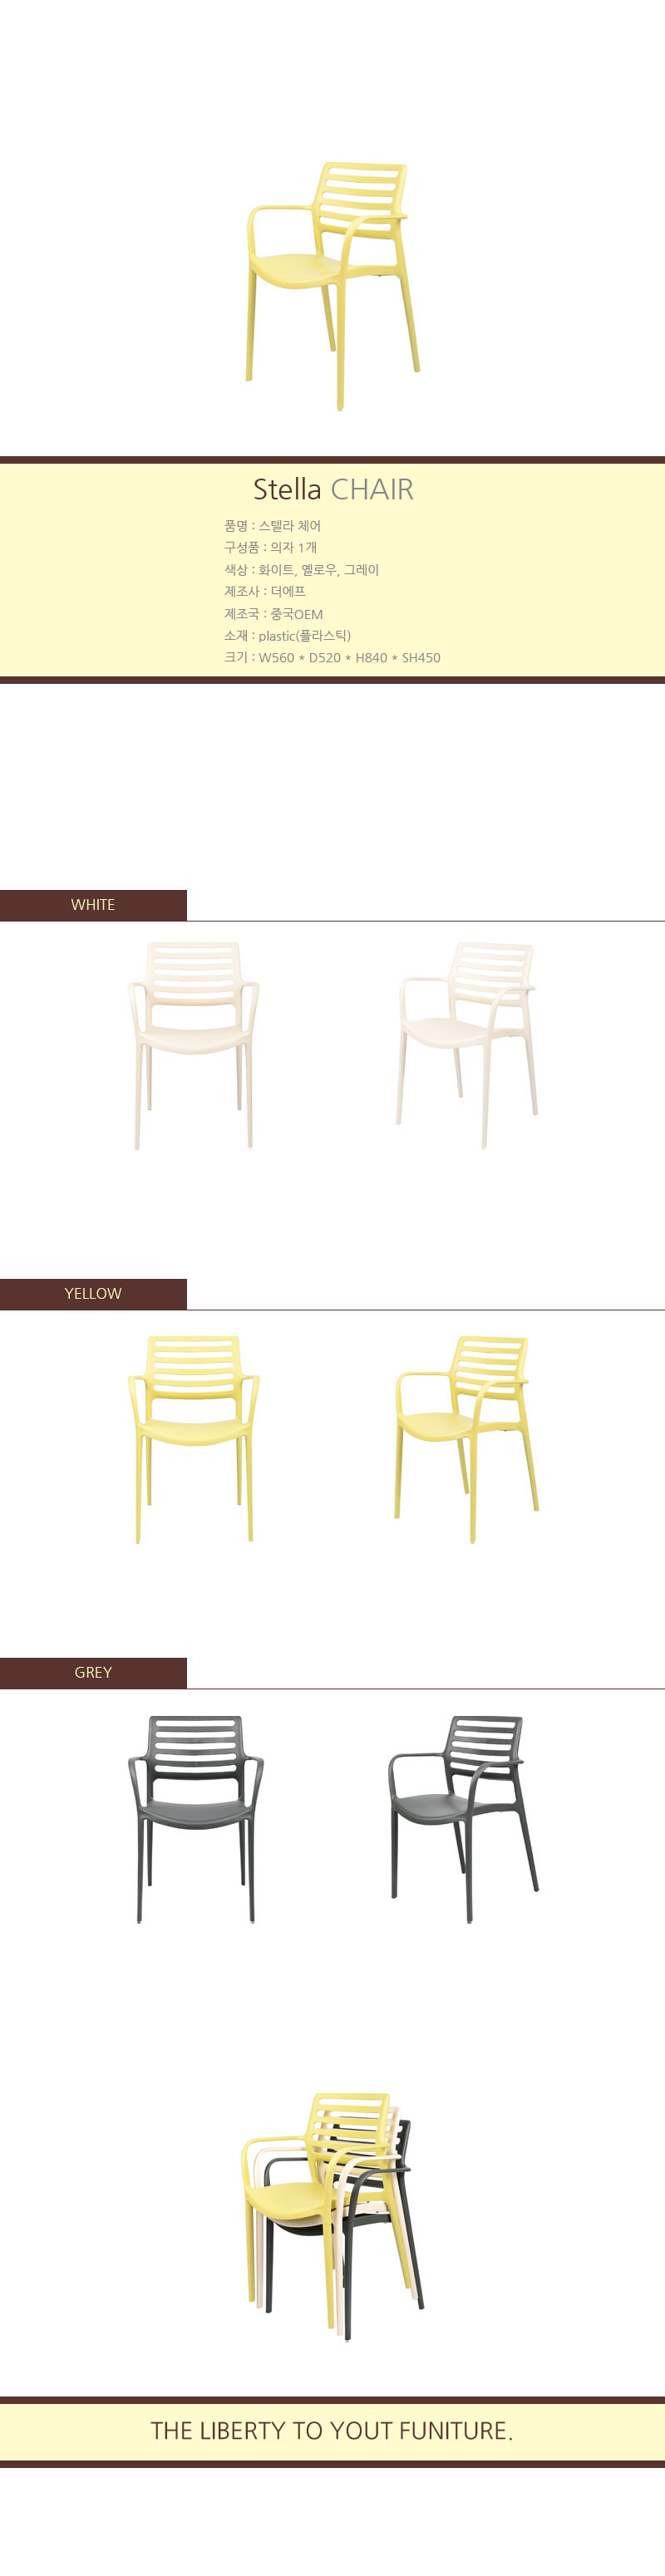 Stella CHAIR
품명 : 스텔라 체어
구성품 : 의자 1개
색상 : 화이트, 옐로우, 그레이
제조사 : 더에프
제조국 : 중국OEM
소재 : plastic(플라스틱)
크기 : W560 * D520 * H840 * SH450
WHITE
YELLOW
GREY
THE LIBERTY TO YOUT FUNITURE.